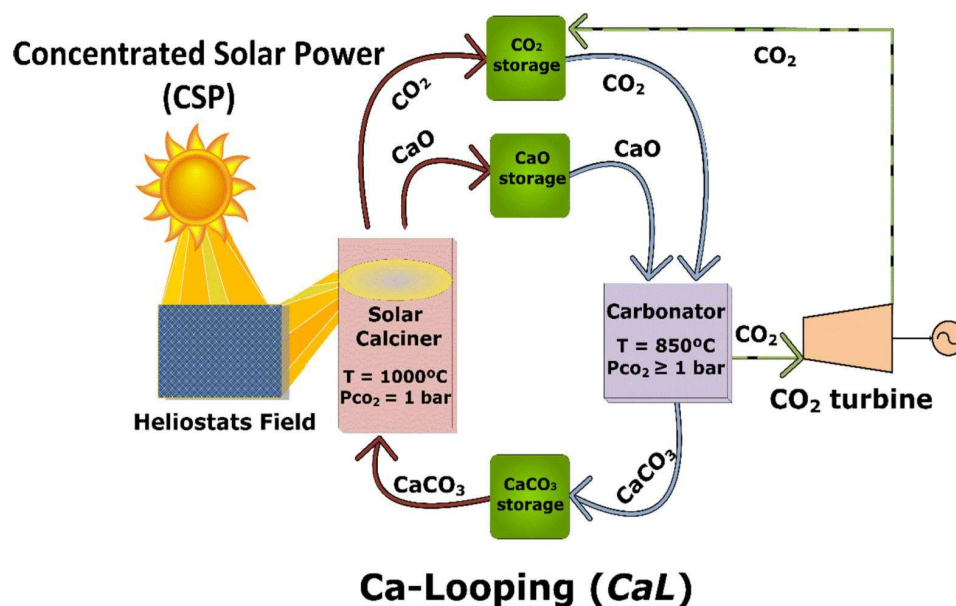 Concentrated Solar Power
(CSP)
CO₂
storage
CO₂
CO₂
CO₂
CaO
CaO
storage
CaO
Solar
Calciner
T = 1000ºC
Pco₂ = 1 bar
Carbonator
T = 850ºC
Pco₂ ≥ 1 bar
CO₂
CO₂ turbine
Heliostats Field
CaCO₃
CaCO₃
storage
CaCO₃
Ca-Looping (CaL)